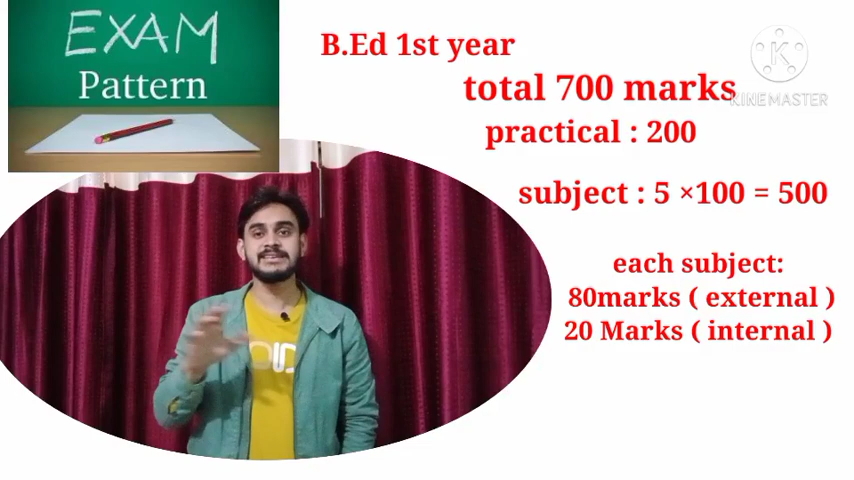 EXAM
Pattern
B.Ed 1st year
total 700 marks
KINEMASTER
practical : 200
subject : 5 ×100 = 500
each subject:
80marks ( external )
20 Marks ( internal )